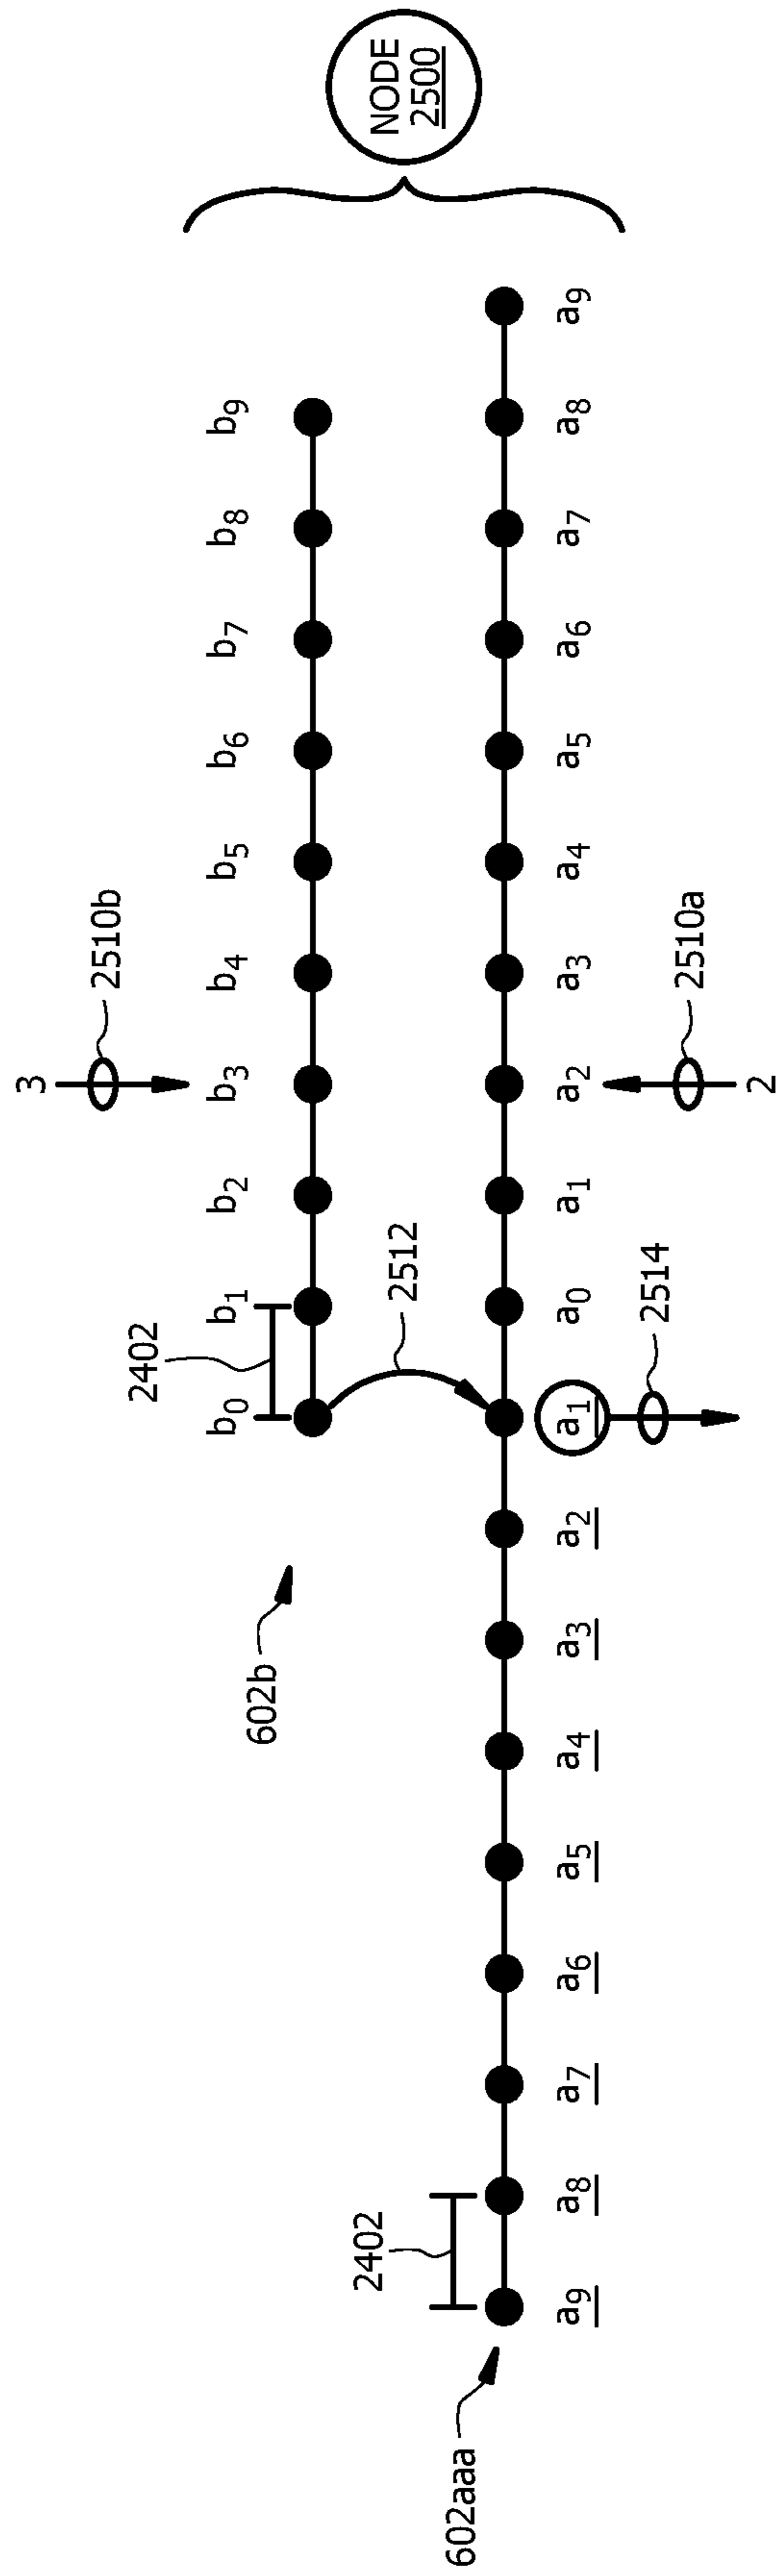 NODE
2500
3
2510b
b0 b1 b2 b3 b4 b5 b6 b7 b8 b9
2402
602b
2512
2402
602aaa
a9 a8 a7 a6 a5 a4 a3 a2 a1 a0 a1 a2 a3 a4 a5 a6 a7 a8 a9
2514
2510a
2